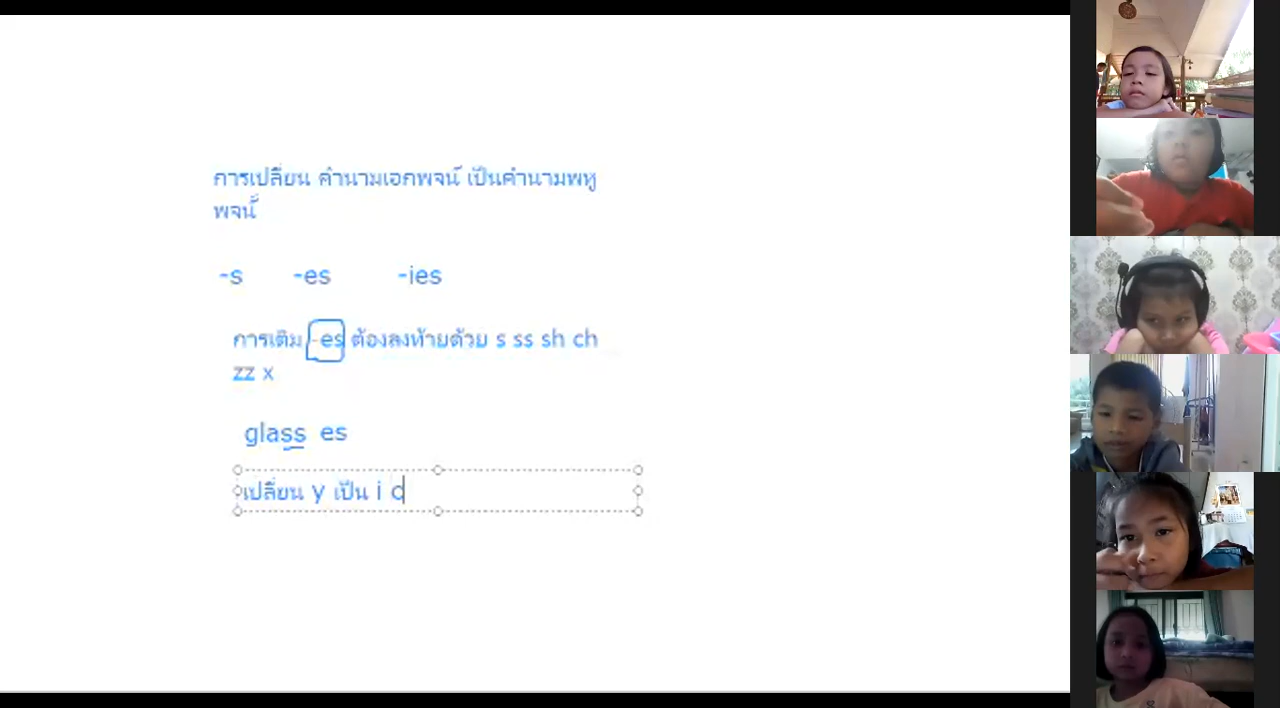 การเปลี่ยน คำนามเอกพจน์ เป็นคำนามพหู
พจน์
-s -es -ies
การเติม -es ต้องลงท้ายด้วย s ss sh ch
zz x
glass es
เปลี่ยน y เป็น i c